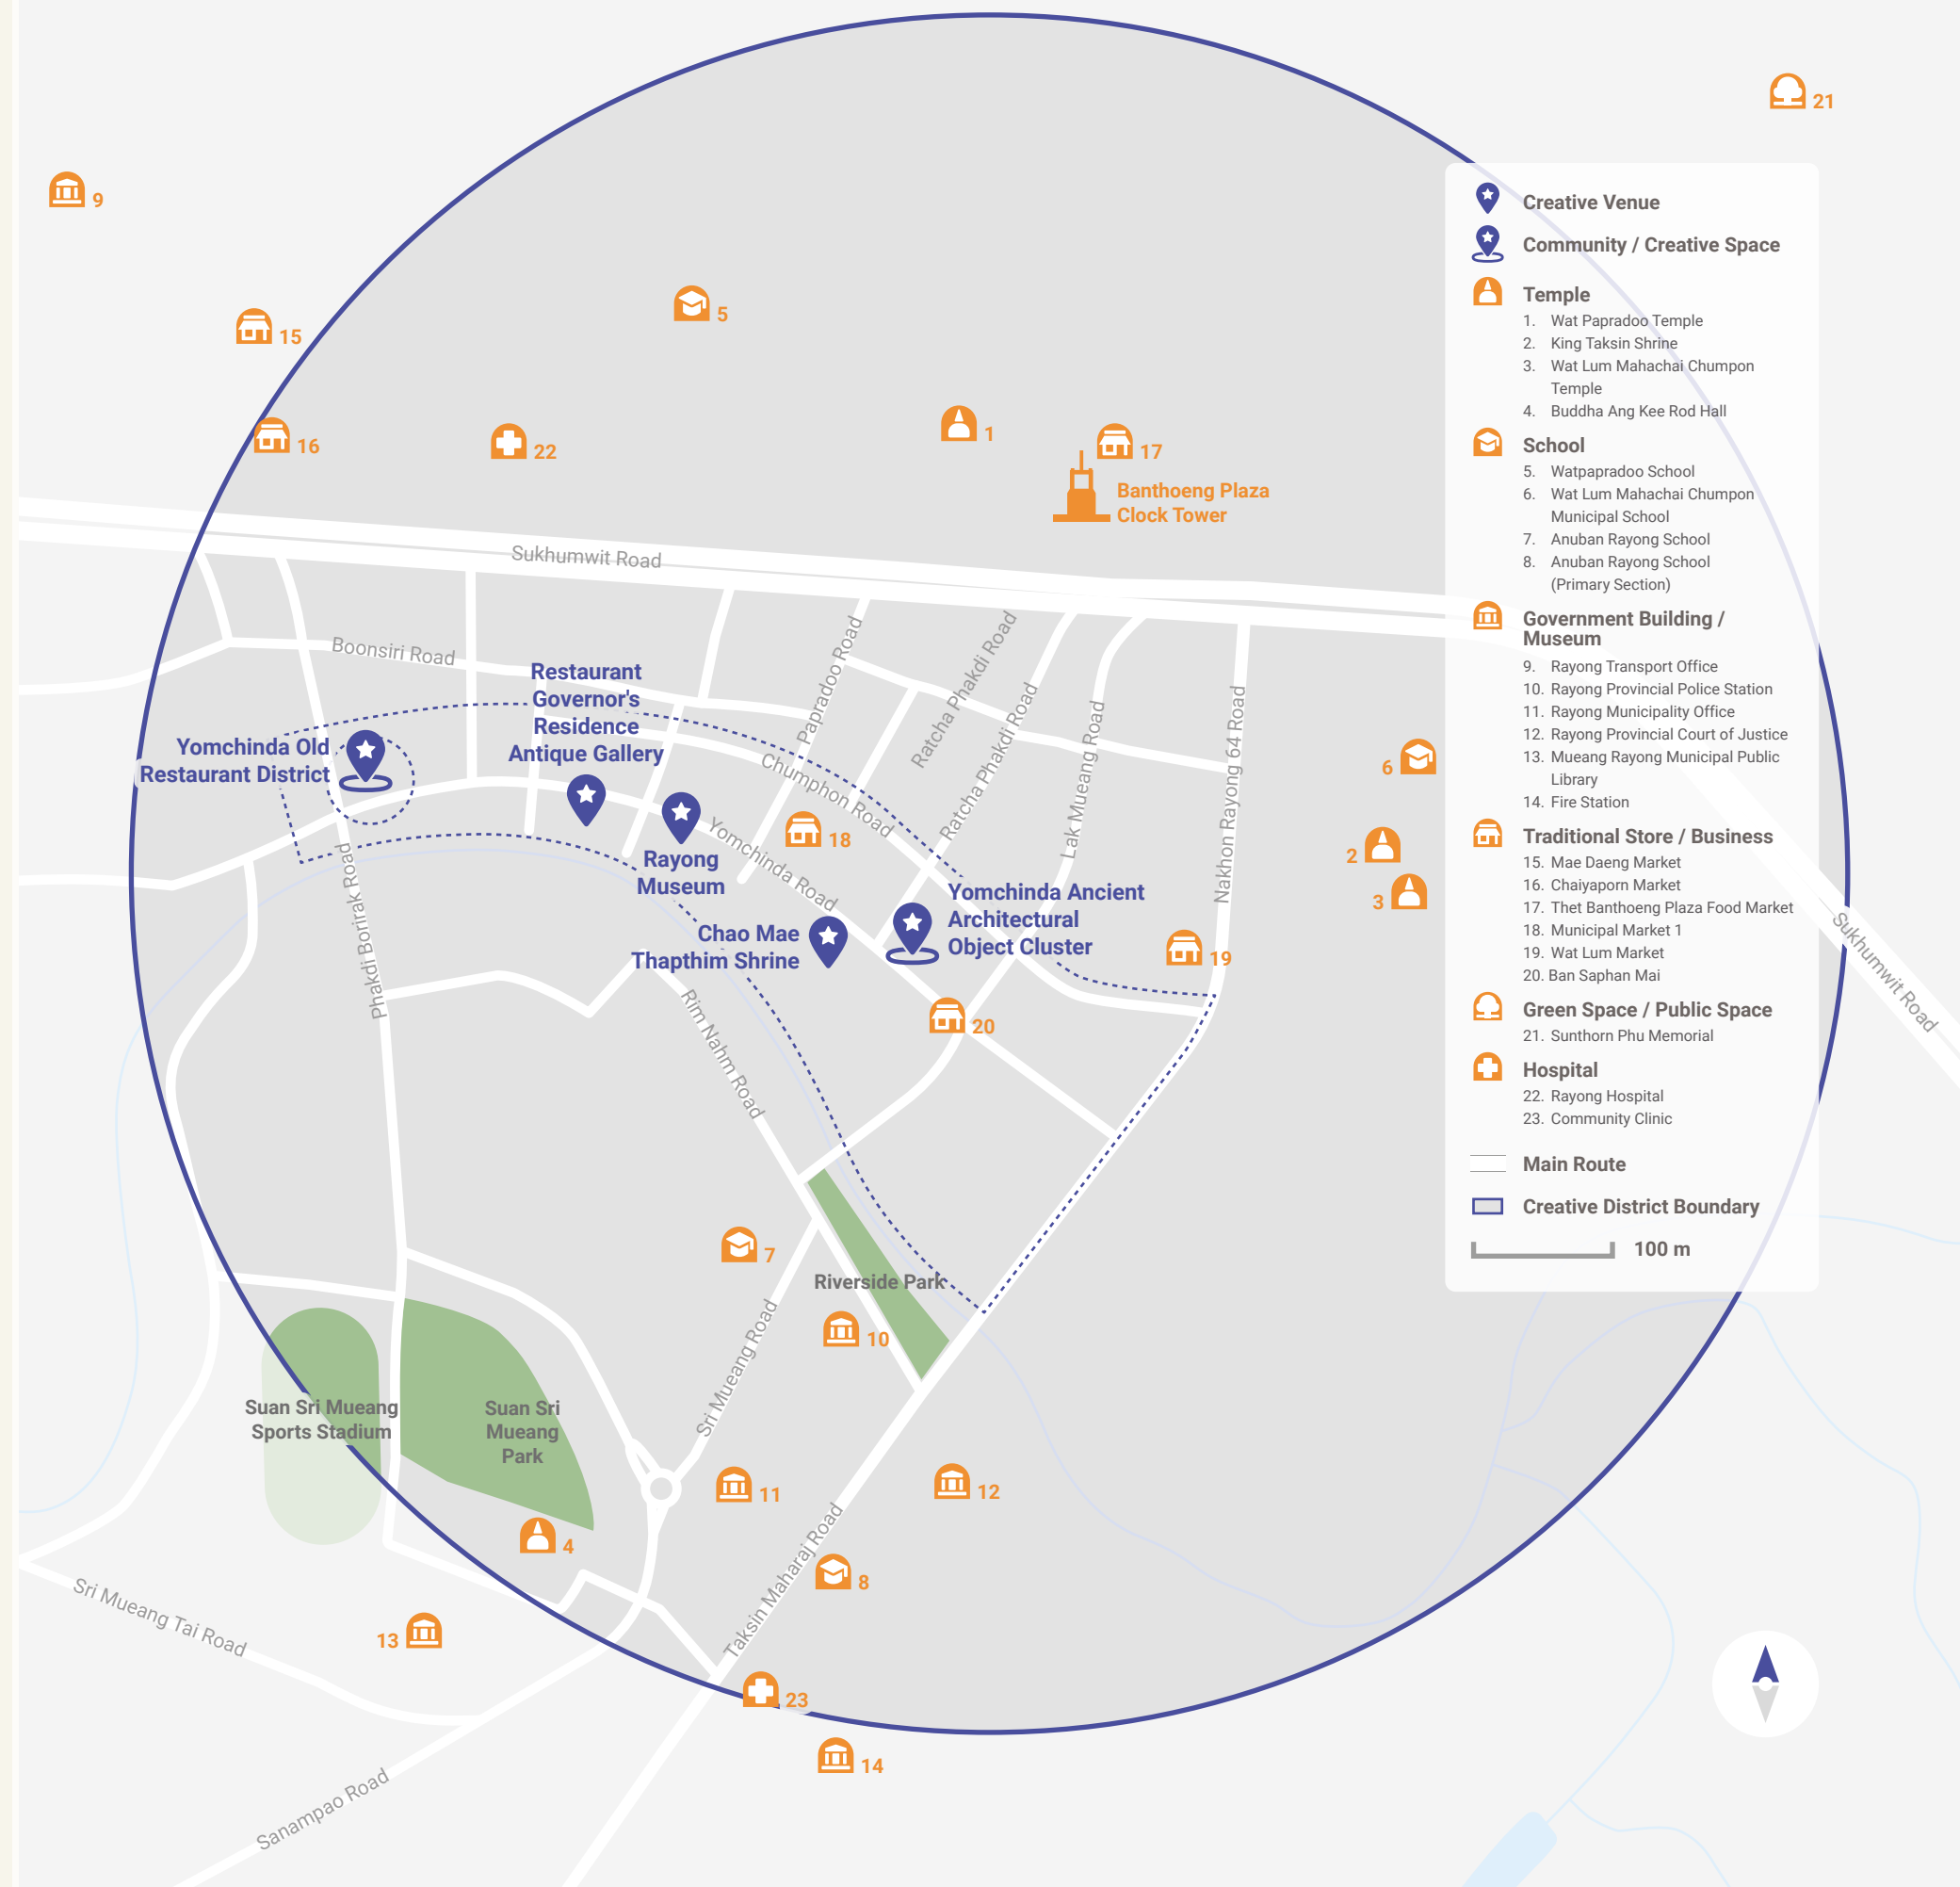 21
9
5
15
16
22
1
17
Banthoeng Plaza
Clock Tower
Sukhumwit Road
Boonsiri Road
Restaurant
Governor's
Residence
Antique Gallery
Papradoo Road
Ratcha Phakdi Road
Ratcha Phakdi Road
Lak Mueang Road
Nakhon Rayong 64 Road
Yomchinda Old
Restaurant District
Chumphon Road
18
Yomchinda Road
Rayong
Museum
Phakdi Borirak Road
Chao Mae
Thapthim Shrine
Yomchinda Ancient
Architectural
Object Cluster
19
20
6
2
3
Sukhumwit Road
Rim Nahm Road
7
Riverside Park
10
Sri Mueang Road
Suan Sri Mueang
Sports Stadium
Suan Sri
Mueang
Park
11
12
4
8
Taksin Maharaj Road
Sri Mueang Tai Road
13
23
14
Sanampao Road
Creative Venue
Community / Creative Space
Temple
1. Wat Papradoo Temple
2. King Taksin Shrine
3. Wat Lum Mahachai Chumpon
Temple
4. Buddha Ang Kee Rod Hall
School
5. Watpapradoo School
6. Wat Lum Mahachai Chumpon
Municipal School
7. Anuban Rayong School
8. Anuban Rayong School
(Primary Section)
Government Building /
Museum
9. Rayong Transport Office
10. Rayong Provincial Police Station
11. Rayong Municipality Office
12. Rayong Provincial Court of Justice
13. Mueang Rayong Municipal Public
Library
14. Fire Station
Traditional Store / Business
15. Mae Daeng Market
16. Chaiyaporn Market
17. Thet Banthoeng Plaza Food Market
18. Municipal Market 1
19. Wat Lum Market
20. Ban Saphan Mai
Green Space / Public Space
21. Sunthorn Phu Memorial
Hospital
22. Rayong Hospital
23. Community Clinic
Main Route
Creative District Boundary
100 m